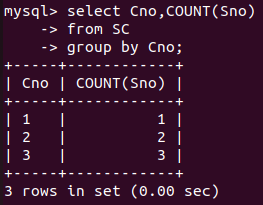 mysql> select Cno,COUNT(Sno)
    -> from SC
    -> group by Cno;
+-----+------------+
| Cno | COUNT(Sno) |
+-----+------------+
| 1   |          1 |
| 2   |          2 |
| 3   |          3 |
+-----+------------+
3 rows in set (0.00 sec)